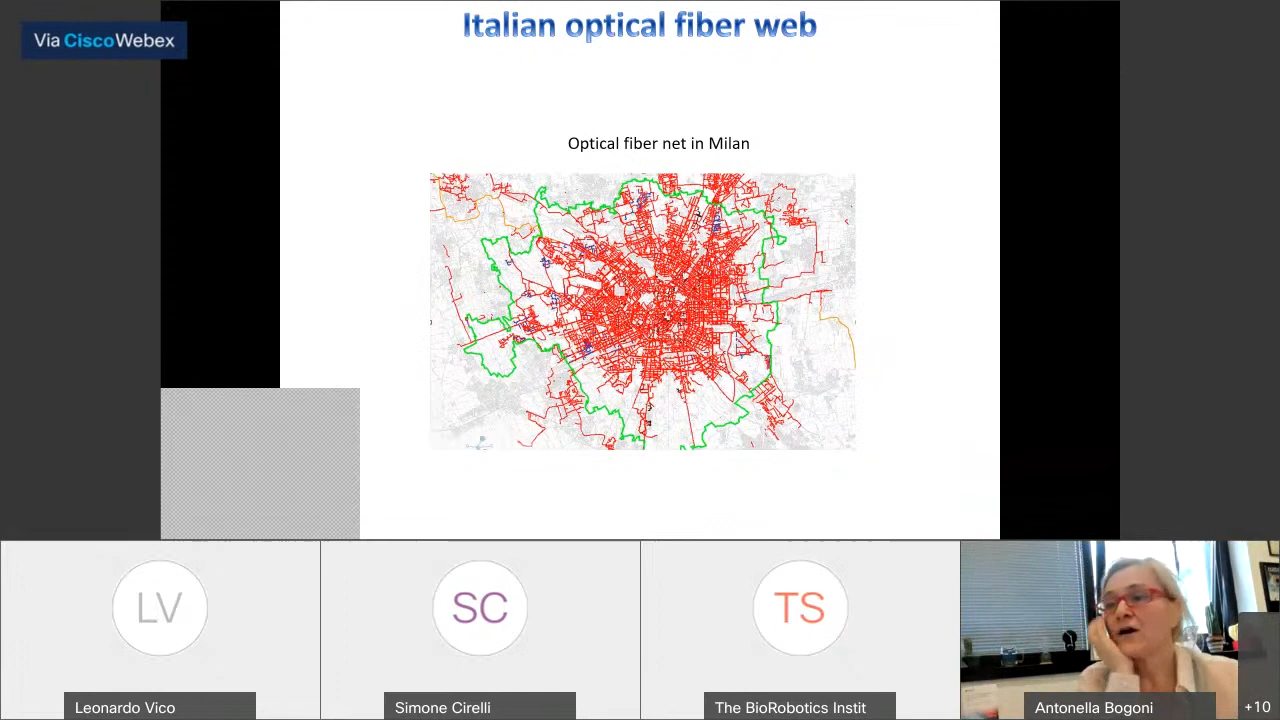 Via CiscoWebex
Italian optical fiber web
Optical fiber net in Milan
LV
SC
TS
Leonardo Vico
Simone Cirelli
The BioRobotics Instit
Antonella Bogoni
+10